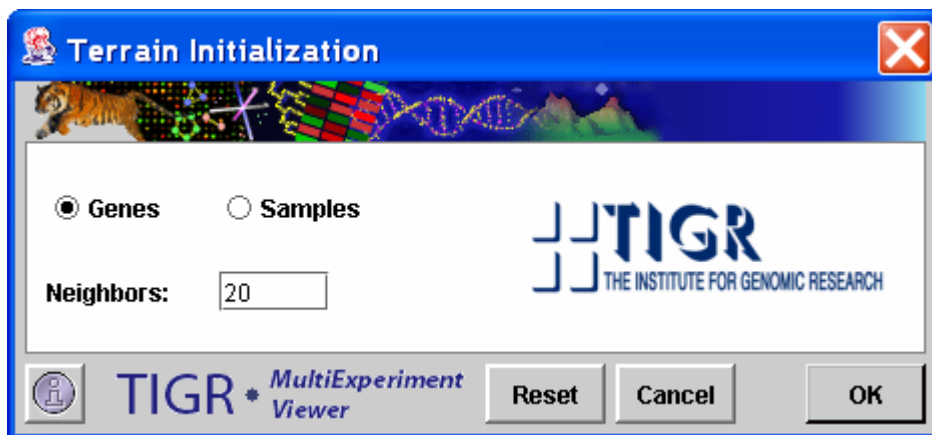 Terrain Initialization
Genes Samples
TIGR
THE INSTITUTE FOR GENOMIC RESEARCH
Neighbors: 20
TIGR • MultiExperiment
Viewer
Reset Cancel OK